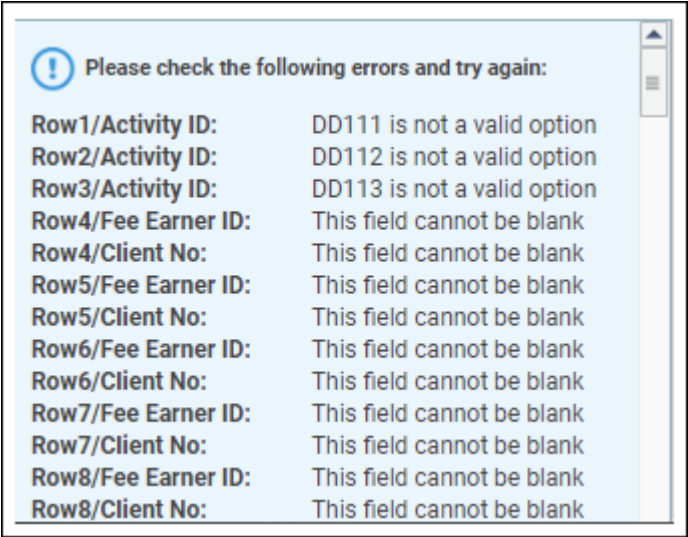 Please check the following errors and try again:
Row1/Activity ID: DD111 is not a valid option
Row2/Activity ID: DD112 is not a valid option
Row3/Activity ID: DD113 is not a valid option
Row4/Fee Earner ID: This field cannot be blank
Row4/Client No: This field cannot be blank
Row5/Fee Earner ID: This field cannot be blank
Row5/Client No: This field cannot be blank
Row6/Fee Earner ID: This field cannot be blank
Row6/Client No: This field cannot be blank
Row7/Fee Earner ID: This field cannot be blank
Row7/Client No: This field cannot be blank
Row8/Fee Earner ID: This field cannot be blank
Row8/Client No: This field cannot be blank